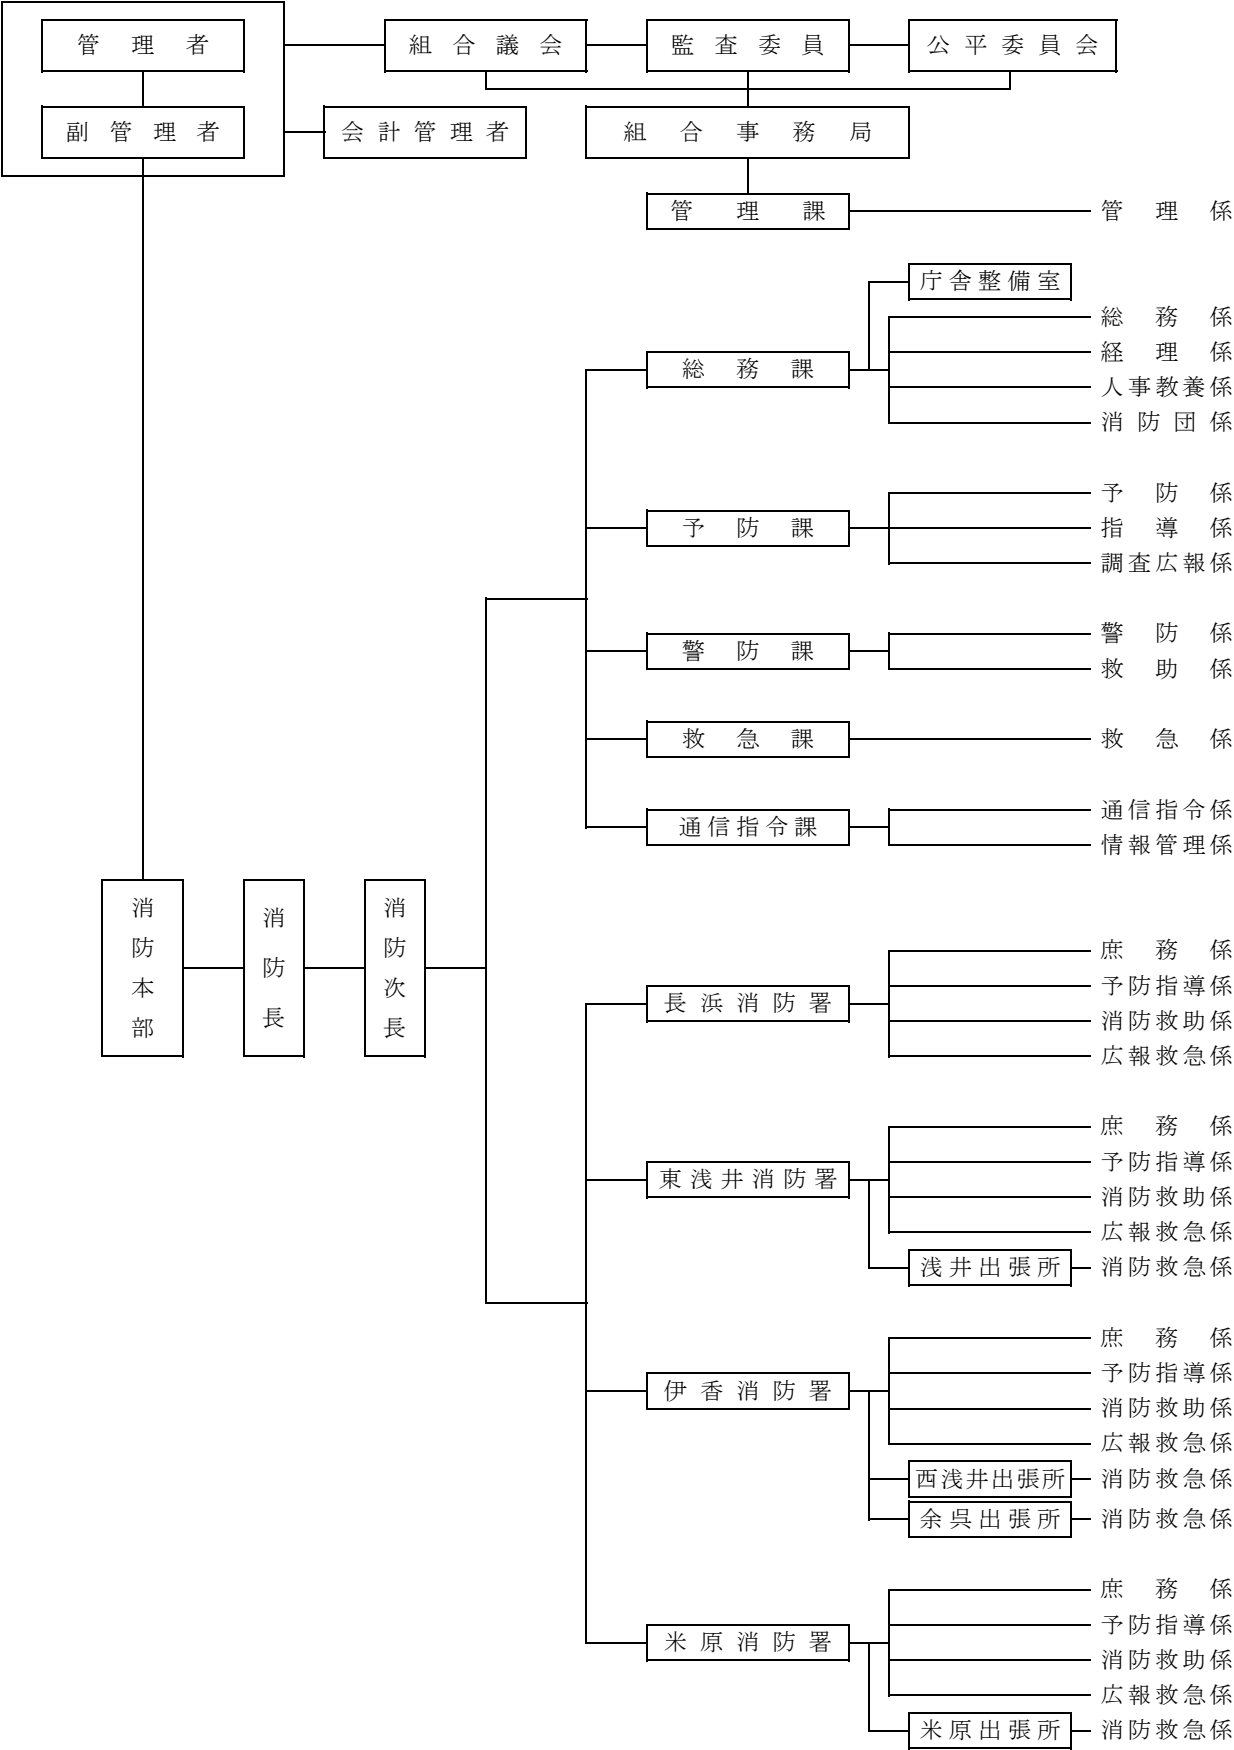 管理者
組合議会
監査委員
公平委員会
副管理者
会計管理者
組合事務局
管理課
管理係
庁舎整備室
総務係
経理係
総務課
人事教養係
消防団係
予防係
予防課
指導係
調査広報係
警防係
警防課
救助係
救急課
救急係
通信指令係
通信指令課
情報管理係
消防本部
消防長
消防次長
庶務係
予防指導係
長浜消防署
消防救助係
広報救急係
庶務係
予防指導係
東浅井消防署
消防救助係
広報救急係
浅井出張所
消防救急係
庶務係
予防指導係
伊香消防署
消防救助係
広報救急係
西浅井出張所
消防救急係
余呉出張所
消防救急係
庶務係
予防指導係
米原消防署
消防救助係
広報救急係
米原出張所
消防救急係